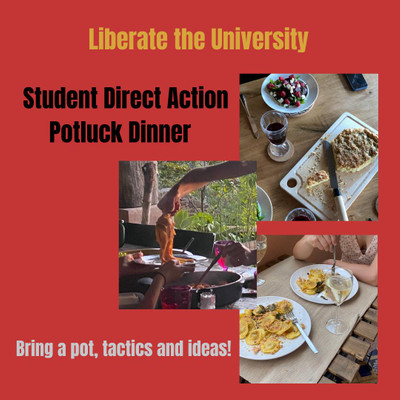 Liberate the University
Student Direct Action
Potluck Dinner
Bring a pot, tactics and ideas!